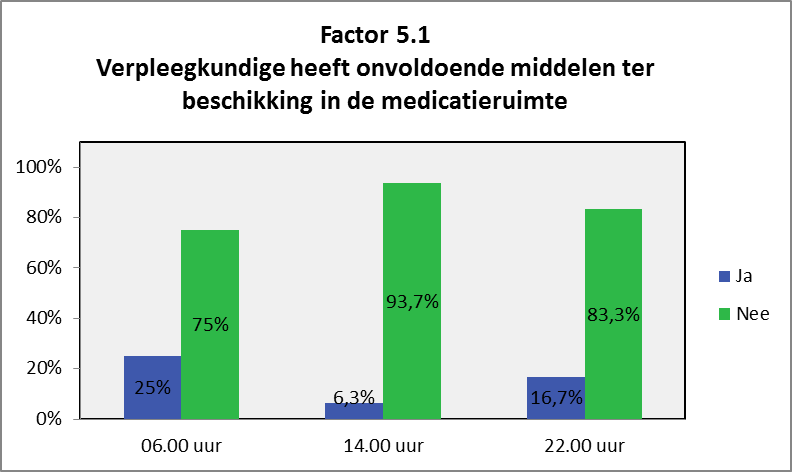 Factor 5.1
Verpleegkundige heeft onvoldoende middelen ter
beschikking in de medicatieruimte
100%
80%
60%
40%
20%
0%
25%
75%
6,3%
93,7%
16,7%
83,3%
06.00 uur
14.00 uur
22.00 uur
Ja
Nee